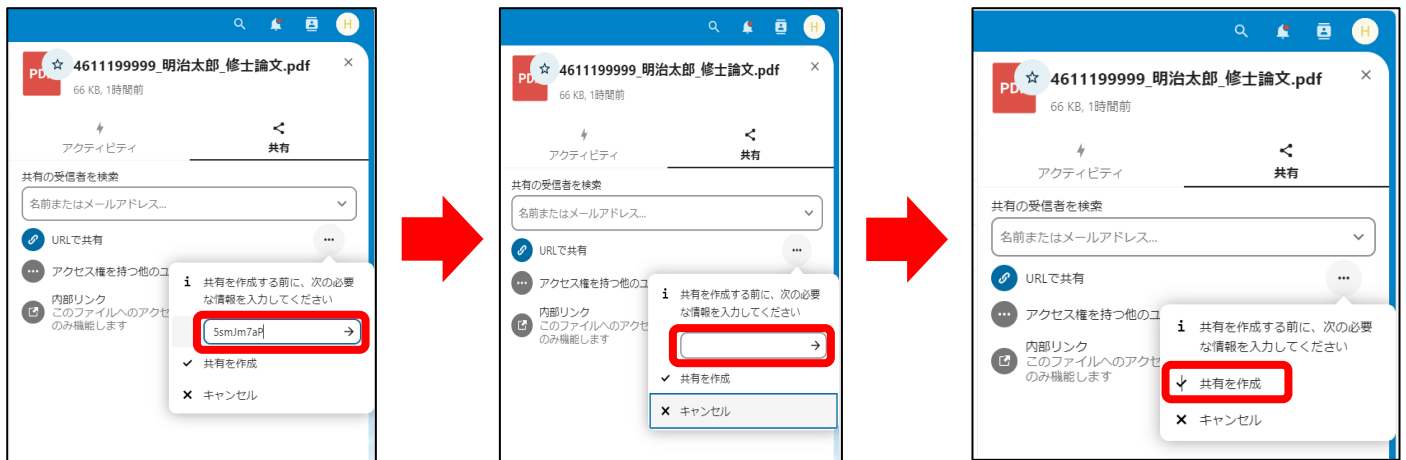 H
PD
4611199999_明治太郎_修士論文.pdf
66 KB, 1時間前
アクティビティ
共有
共有の受信者を検索
名前またはメールアドレス...
URLで共有
アクセス権を持つ他のユ
内部リンク
このファイルへのアクセ
のみ機能します
共有を作成する前に、次の必要
な情報を入力してください
5smJm7aP
共有を作成
キャンセル
H
PD
4611199999_明治太郎_修士論文.pdf
66 KB, 1時間前
アクティビティ
共有
共有の受信者を検索
名前またはメールアドレス...
URLで共有
アクセス権を持つ他のユ
内部リンク
このファイルへのアクセ
のみ機能します
共有を作成する前に、次の必要
な情報を入力してください
共有を作成
キャンセル
H
PD
4611199999_明治太郎_修士論文.pdf
66 KB, 1時間前
アクティビティ
共有
共有の受信者を検索
名前またはメールアドレス...
URLで共有
アクセス権を持つ他のユ
内部リンク
このファイルへのアクセ
のみ機能します
共有を作成する前に、次の必要
な情報を入力してください
共有を作成
キャンセル